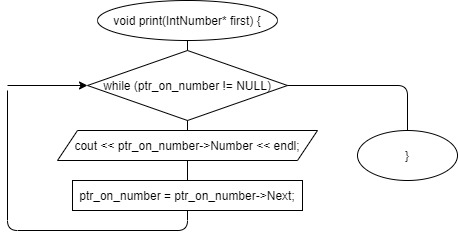 void print(IntNumber* first) {
while (ptr_on_number != NULL)
cout << ptr_on_number->Number << endl;
ptr_on_number = ptr_on_number->Next;
}